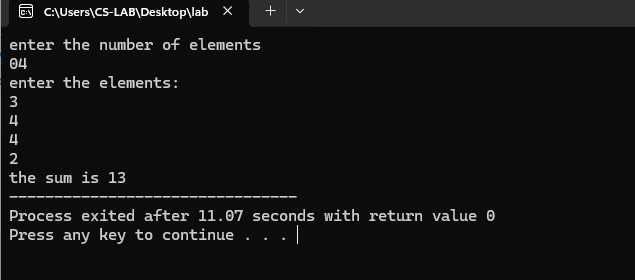 C:\Users\CS-LAB\Desktop\lab
enter the number of elements
04
enter the elements:
3
4
4
2
the sum is 13
--------------------------------
Process exited after 11.07 seconds with return value 0
Press any key to continue . . .